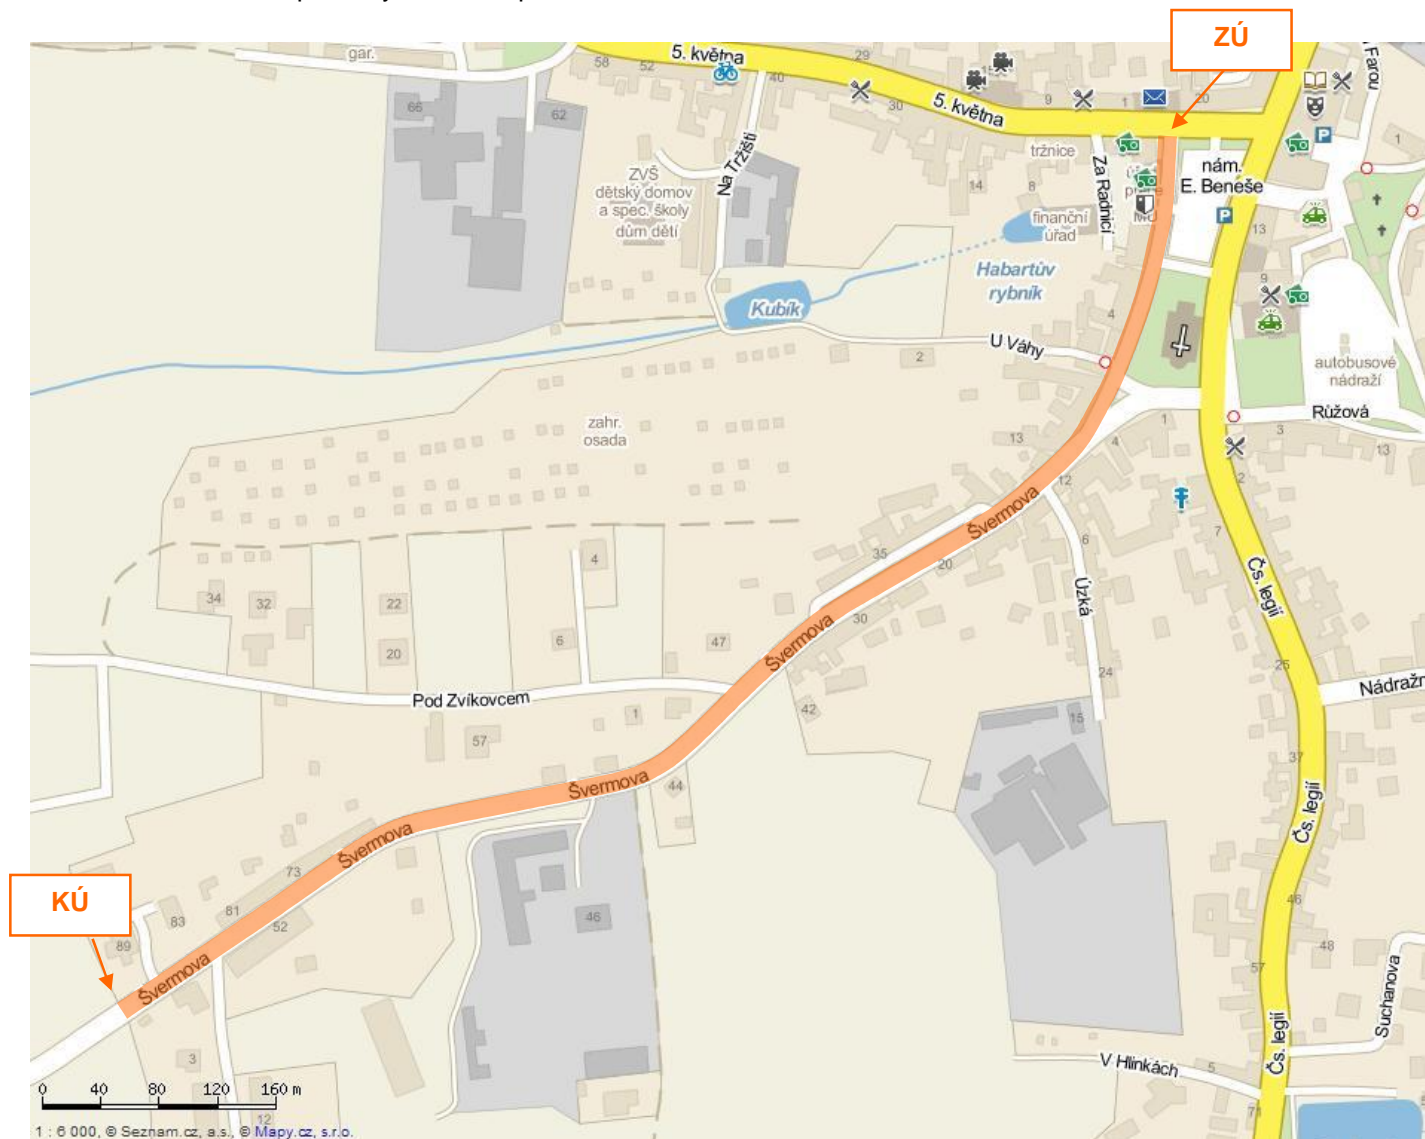 ZÚ
gar.
5. května
58
52
40
29
30
5. května
15
9
1
20
Farou
66
62
Na Tržišti
tržnice
Za Radnicí
nám.
E. Beneše
P
1
ZVŠ
dětský domov
a spec. školy
dům dětí
14
8
finanční
úřad
P
13
Habartův
rybník
9
Kubík
4
U Váhy
2
autobusové
nádraží
Růžová
zahr.
osada
13
4
1
3
13
12
2
Švermova
35
20
6
7
Úzká
Čs. legií
4
34
32
22
30
Švermova
20
6
47
24
25
Pod Zvíkovcem
Nádražn
1
42
15
57
37
Švermova
44
Čs. legií
Švermova
73
KÚ
81
83
52
46
46
89
48
57
Švermova
Suchanova
Čs. legií
3
V Hlinkách
5
71
12
0 40 80 120 160 m
1 : 6 000, © Seznam.cz, a.s., © Mapy.cz, s.r.o.